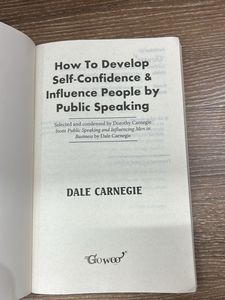 How To Develop
Self-Confidence &
Influence People by
Public Speaking
Selected and condensed by Dorothy Carnegie
from Public Speaking and Influencing Men in
Business by Dale Carnegie
DALE CARNEGIE